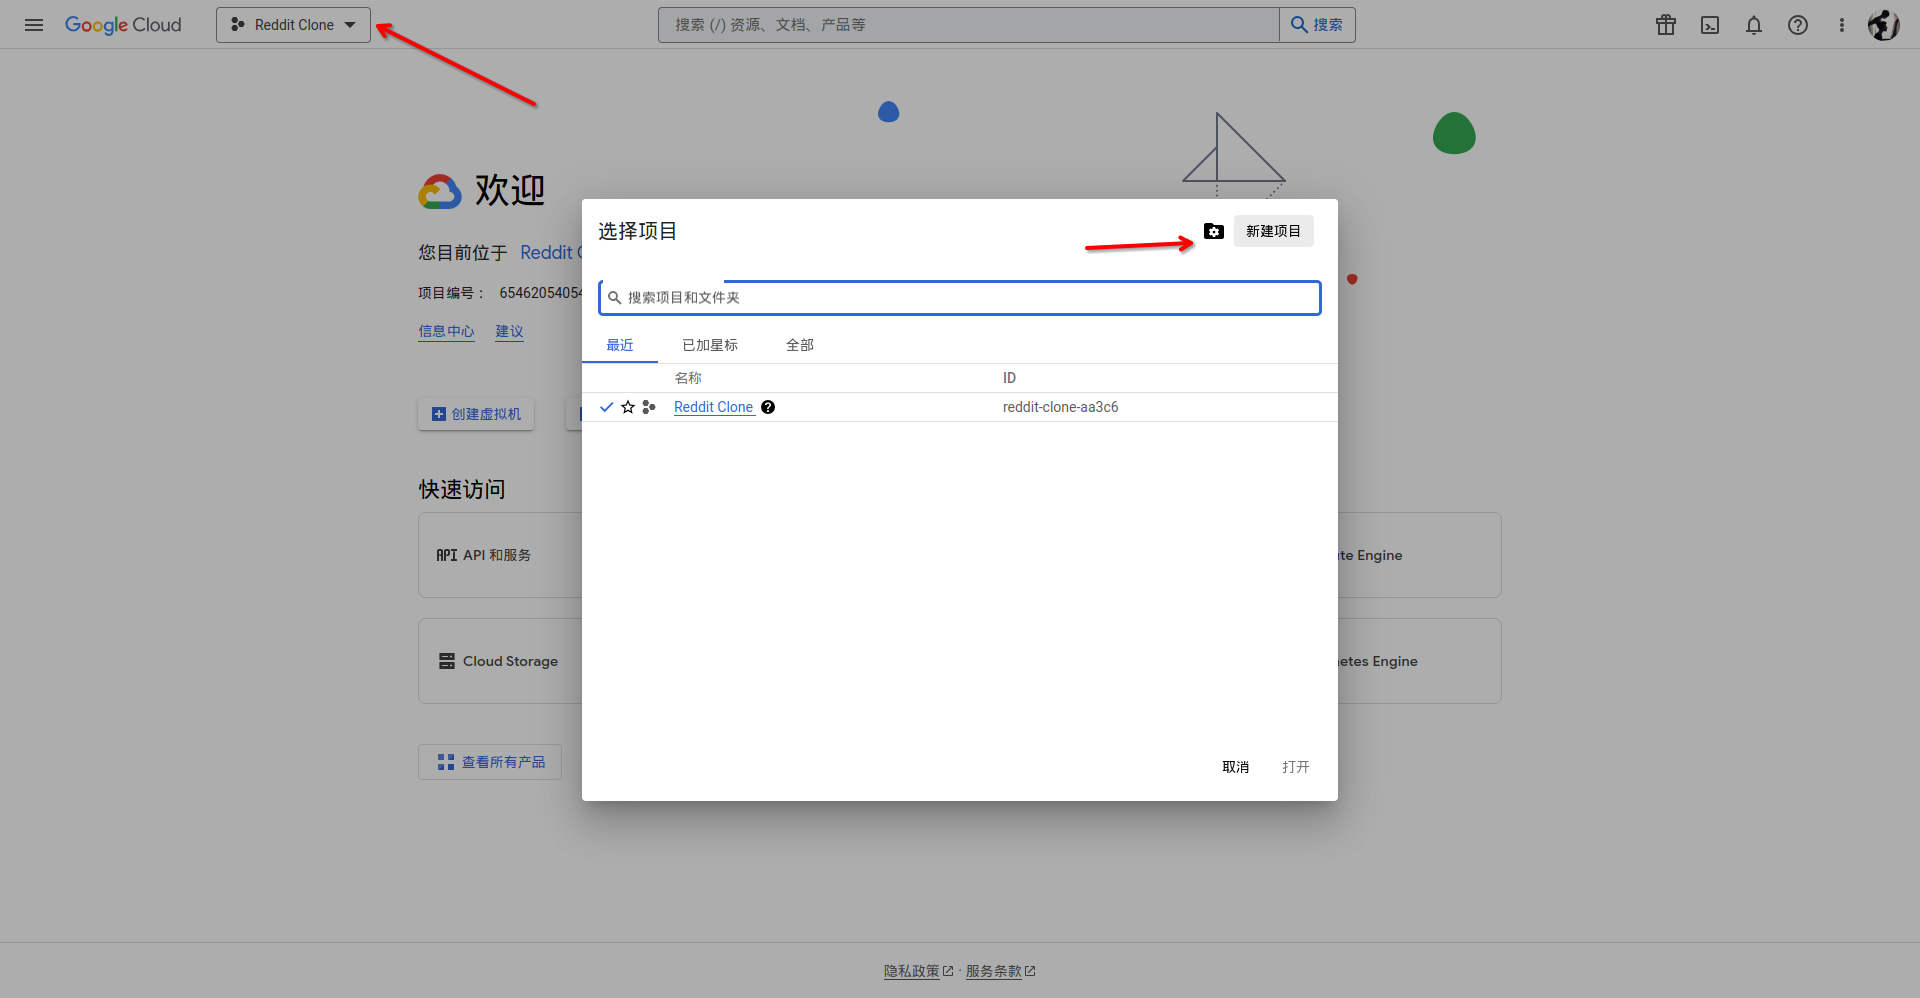 Google Cloud
Reddit Clone
搜索 (/) 资源、文档、产品等
搜索
欢迎
您目前位于 Reddit
项目编号： 65462054054
信息中心 建议
创建虚拟机
快速访问
API API 和服务
te Engine
Cloud Storage
etes Engine
查看所有产品
选择项目
新建项目
搜索项目和文件夹
最近 已加星标 全部
名称 ID
Reddit Clone reddit-clone-aa3c6
取消 打开
隐私政策 · 服务条款